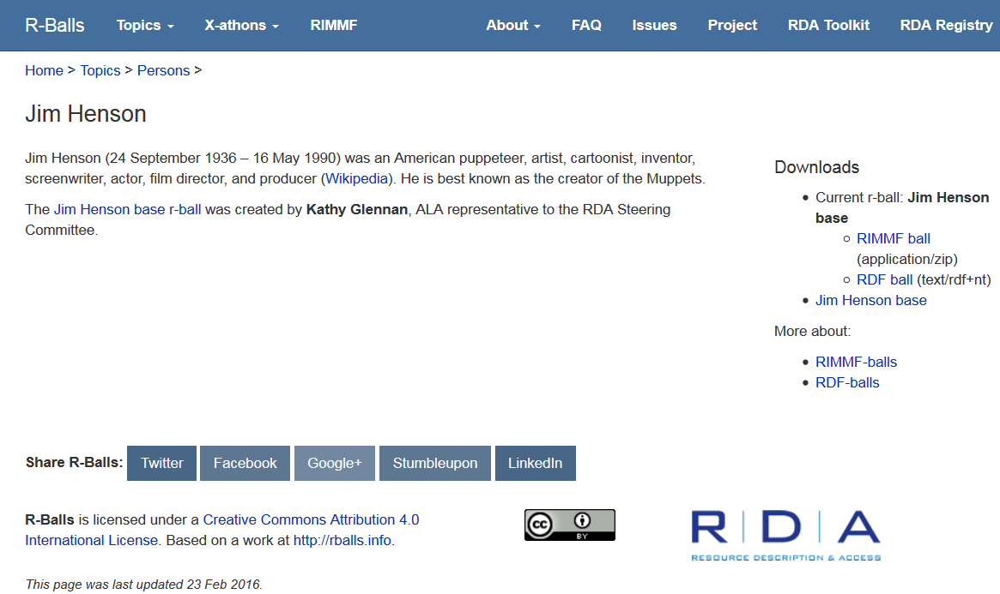 R-Balls Topics X-athons RIMMF About FAQ Issues Project RDA Toolkit RDA Registry
Home > Topics > Persons >
Jim Henson
Jim Henson (24 September 1936 – 16 May 1990) was an American puppeteer, artist, cartoonist, inventor,
screenwriter, actor, film director, and producer (Wikipedia). He is best known as the creator of the Muppets.
The Jim Henson base r-ball was created by Kathy Glennan, ALA representative to the RDA Steering
Committee.
Downloads
• Current r-ball: Jim Henson
base
◦ RIMMF ball
(application/zip)
◦ RDF ball (text/rdf+nt)
• Jim Henson base
More about:
• RIMMF-balls
• RDF-balls
Share R-Balls: Twitter Facebook Google+ Stumbleupon LinkedIn
R-Balls is licensed under a Creative Commons Attribution 4.0
International License. Based on a work at http://rballs.info.
cc BY
R|D|A
RESOURCE DESCRIPTION & ACCESS
This page was last updated 23 Feb 2016.